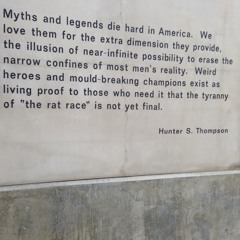 Myths and legends die hard in America. We
love them for the extra dimension they provide,
the illusion of near-infinite possibility to erase the
narrow confines of most men's reality. Weird
heroes and mould-breaking champions exist as
living proof to those who need it that the tyranny
of "the rat race" is not yet final.
Hunter S. Thompson